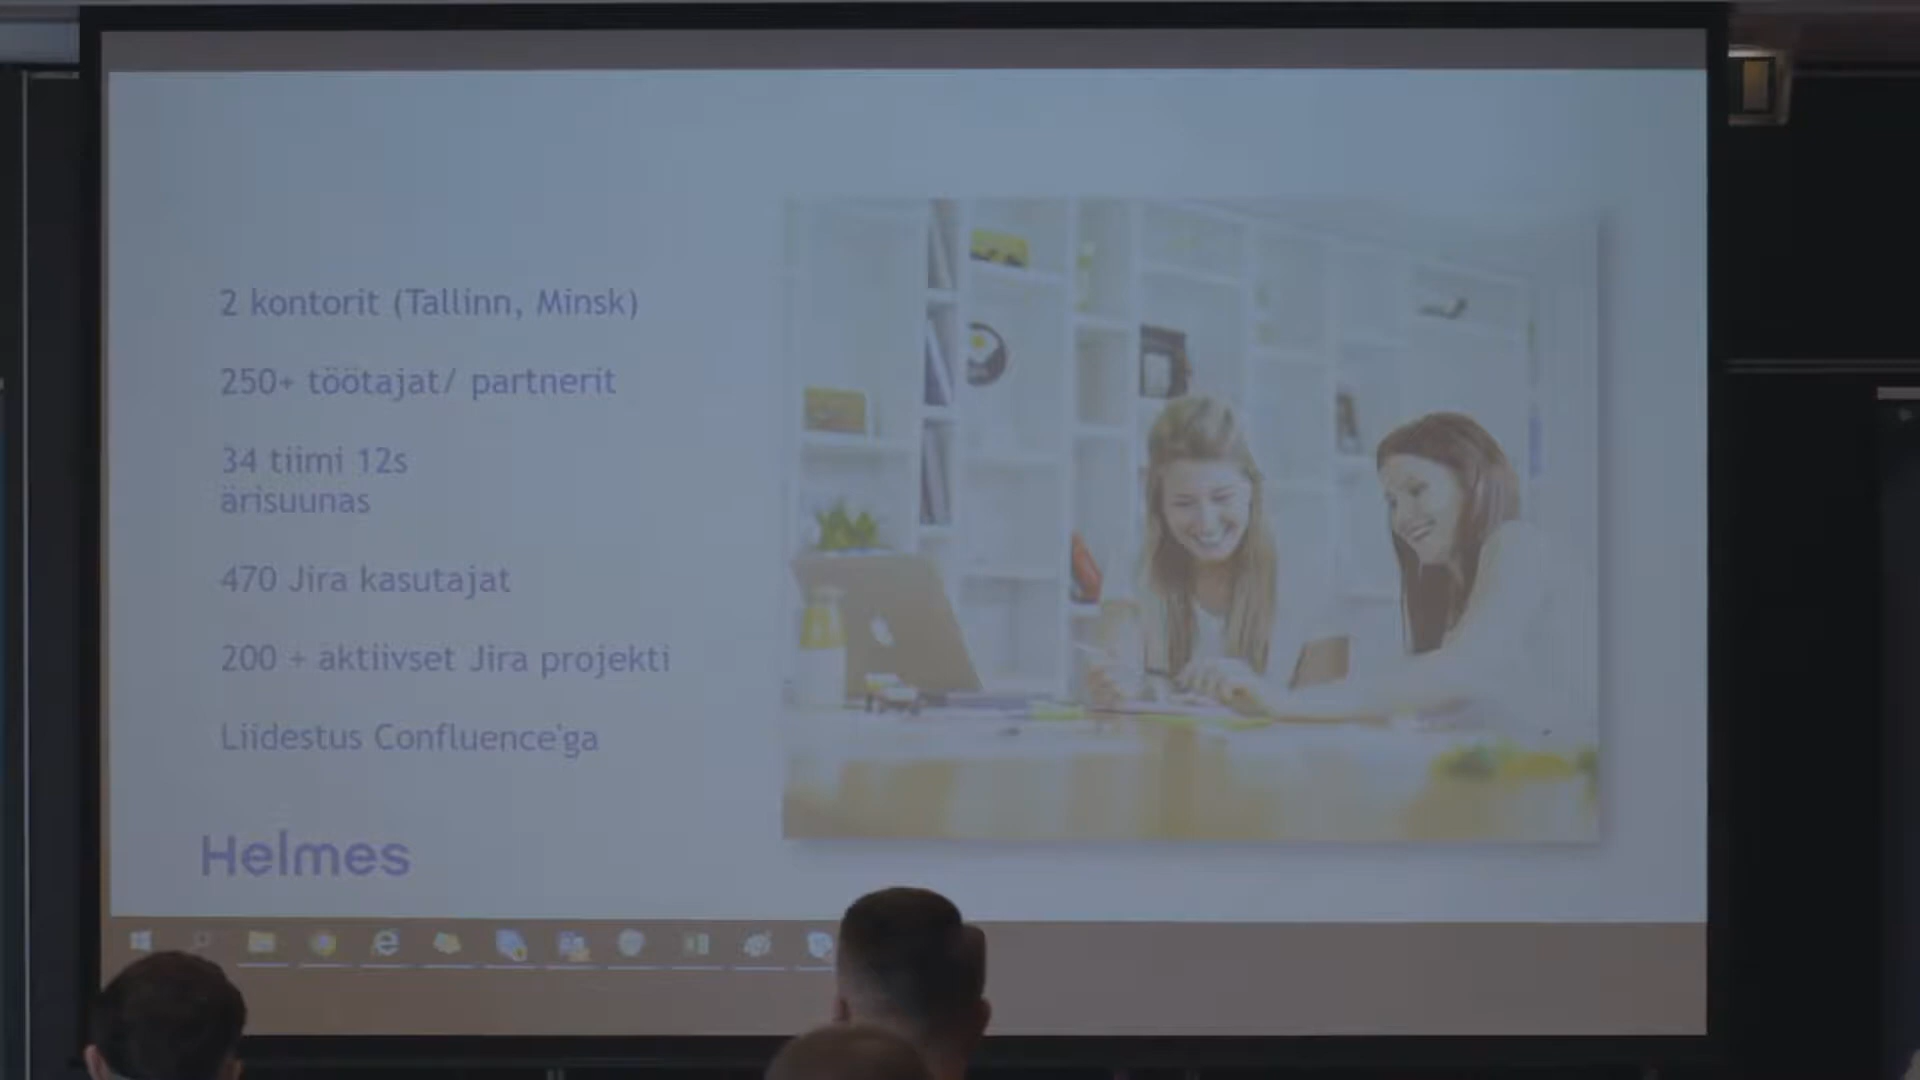 2 kontorit (Tallinn, Minsk)
250+ töötajat/ partnerit
34 tiimi 12s
ärisuunas
470 Jira kasutajat
200 + aktiivset Jira projekti
Liidestus Confluence'ga
Helmes